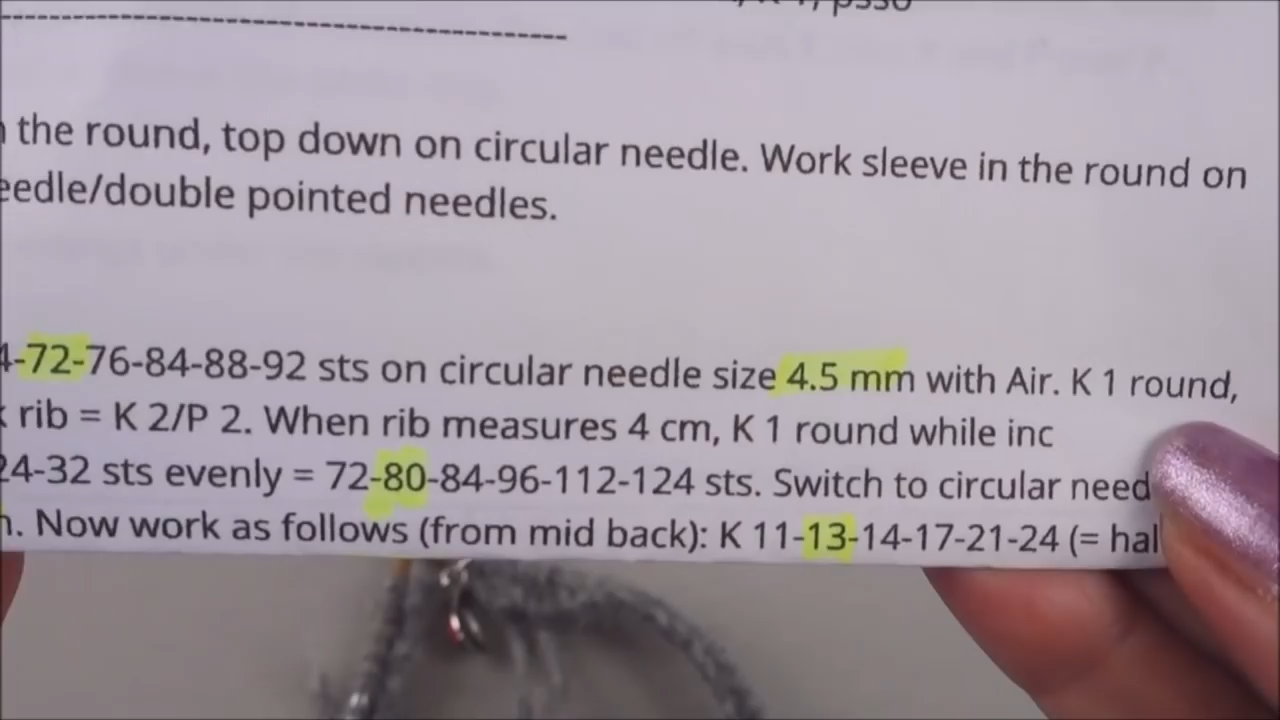 the round, top down on circular needle. Work sleeve in the round on
needles.
-72-76-84-88-92 sts on circular needle size 4.5 mm with Air. K 1 round,
rib = K 2/P 2. When rib measures 4 cm, K 1 round while inc
24-32 sts evenly = 72-80-84-96-112-124 sts. Switch to circular need
. Now work as follows (from mid back): K 11-13-14-17-21-24 (= hal